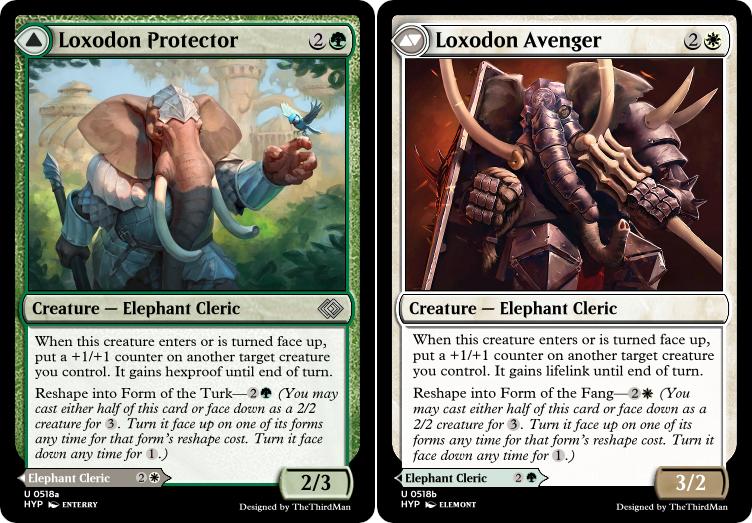 Loxodon Protector 2
When this creature enters or is turned face up,
put a +1/+1 counter on another target creature
you control. It gains hexproof until end of turn.
Reshape into Form of the Turk—2 (You
may cast either half of this card or face down as a 2/2
creature for 3. Turn it face up on one of its forms
any time for that form's reshape cost. Turn it face
down any time for 1.)
Creature — Elephant Cleric
Elephant Cleric 2
2/3
U 0518a
HYP ENTERRY
Designed by TheThirdMan
Loxodon Avenger 2
Creature — Elephant Cleric
When this creature enters or is turned face up,
put a +1/+1 counter on another target creature
you control. It gains lifelink until end of turn.
Reshape into Form of the Fang—2 (You
may cast either half of this card or face down as a
2/2 creature for 3. Turn it face up on one of its
forms any time for that form's reshape cost. Turn it
face down any time for 1.)
Elephant Cleric 2
3/2
U 0518b
HYP ELEMONT
Designed by TheThirdMan